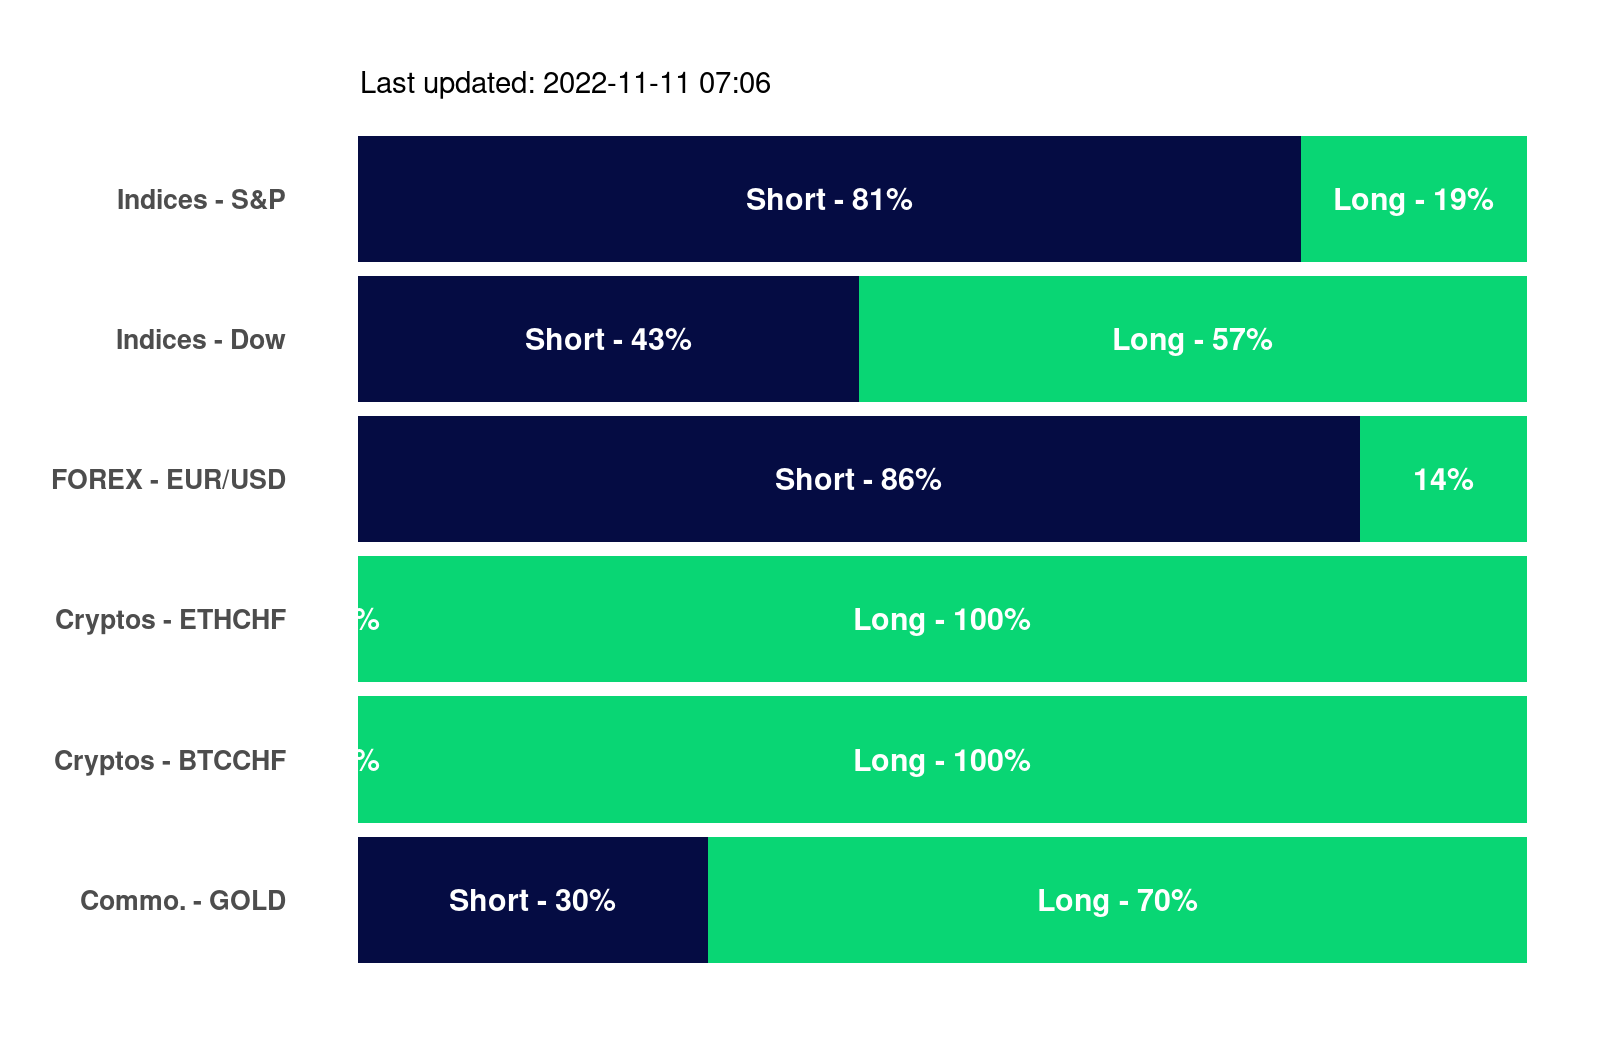 Last updated: 2022-11-11 07:06
Indices - S&P Short - 81% Long - 19%
Indices - Dow Short - 43% Long - 57%
FOREX - EUR/USD Short - 86% 14%
Cryptos - ETHCHF % Long - 100%
Cryptos - BTCCHF % Long - 100%
Commo. - GOLD Short - 30% Long - 70%